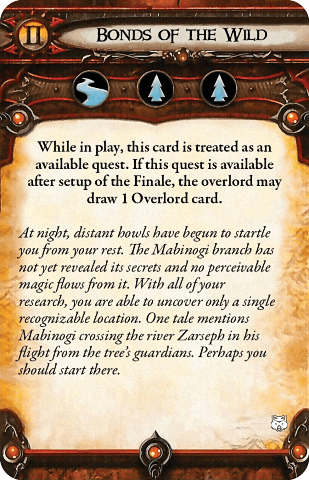 II
BONDS OF THE WILD
While in play, this card is treated as an
available quest. If this quest is available
after setup of the Finale, the overlord may
draw 1 Overlord card.
At night, distant howls have begun to startle
you from your rest. The Mabinogi branch has
not yet revealed its secrets and no perceivable
magic flows from it. With all of your
research, you are able to uncover only a single
recognizable location. One tale mentions
Mabinogi crossing the river Zarseph in his
flight from the tree's guardians. Perhaps you
should start there.